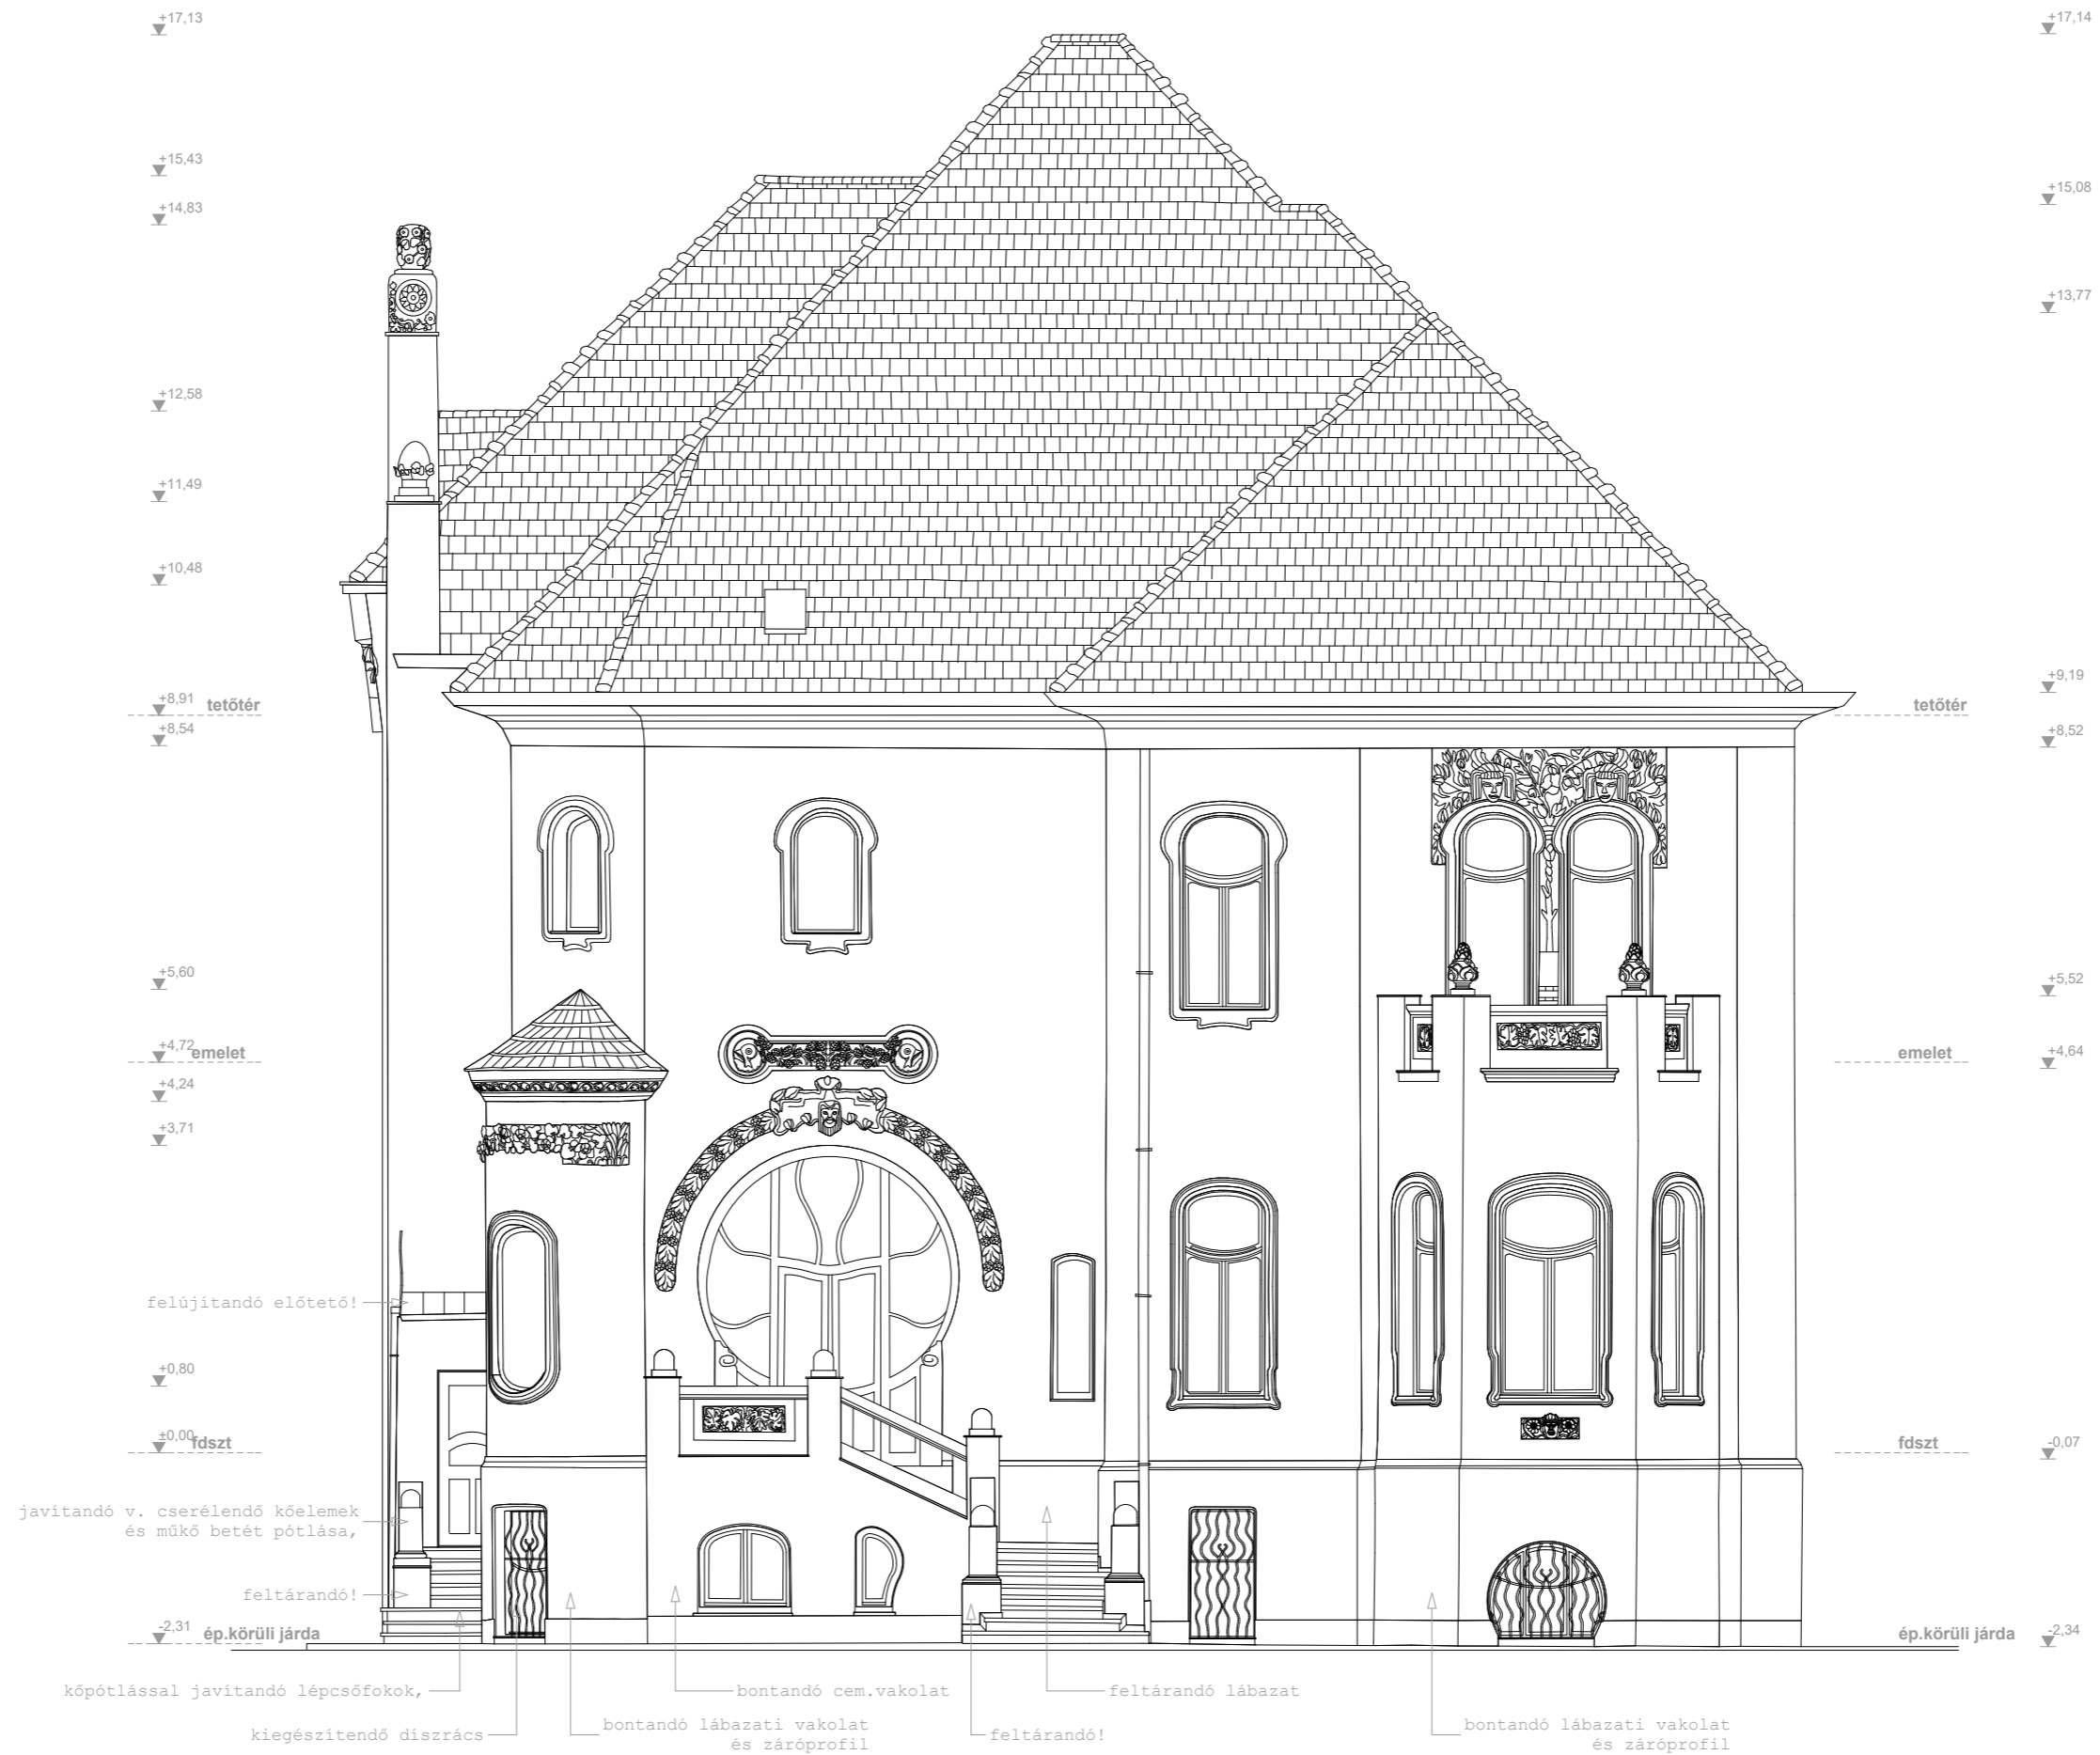 +17,13
+17,14
+15,43
+15,08
+14,83
+13,77
+12,58
+11,49
+10,48
+9,19
+8,91
tetőtér
tetőtér
+8,54
+8,52
+5,60
+5,52
+4,72
emelet
emelet
+4,64
+4,24
+3,71
felújítandó előtető!
+0,80
±0,00
fdszt
fdszt
-0,07
javítandó v. cserélendő kőelemek
és műkő betét pótlása,
feltárandó!
-2,31
ép.körüli járda
ép.körüli járda
-2,34
kőpótlással javítandó lépcsőfokok,
bontandó cem.vakolat
feltárandó lábazat
kiegészítendő díszrács
bontandó lábazati vakolat
és záróprofil
feltárandó!
bontandó lábazati vakolat
és záróprofil